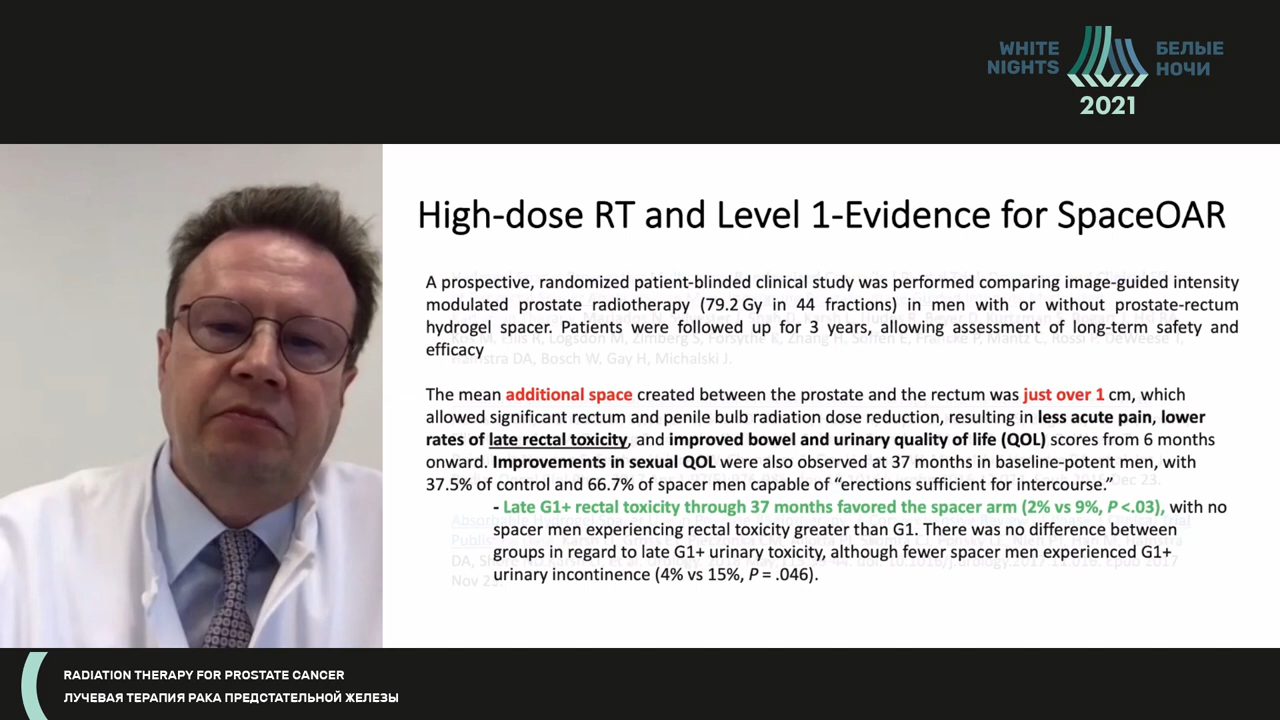 WHITE NIGHTS
БЕЛЫЕ НОЧИ
2021
High-dose RT and Level 1-Evidence for SpaceOAR
A prospective, randomized patient-blinded clinical study was performed comparing image-guided intensity
modulated prostate radiotherapy (79.2 Gy in 44 fractions) in men with or without prostate-rectum
hydrogel spacer. Patients were followed up for 3 years, allowing assessment of long-term safety and
efficacy
The mean additional space created between the prostate and the rectum was just over 1 cm, which
allowed significant rectum and penile bulb radiation dose reduction, resulting in less acute pain, lower
rates of late rectal toxicity, and improved bowel and urinary quality of life (QOL) scores from 6 months
onward. Improvements in sexual QOL were also observed at 37 months in baseline-potent men, with
37.5% of control and 66.7% of spacer men capable of “erections sufficient for intercourse.”
- Late G1+ rectal toxicity through 37 months favored the spacer arm (2% vs 9%, P <.03), with no
spacer men experiencing rectal toxicity greater than G1. There was no difference between
groups in regard to late G1+ urinary toxicity, although fewer spacer men experienced G1+
urinary incontinence (4% vs 15%, P = .046).
RADIATION THERAPY FOR PROSTATE CANCER
ЛУЧЕВАЯ ТЕРАПИЯ РАКА ПРЕДСТАТЕЛЬНОЙ ЖЕЛЕЗЫ